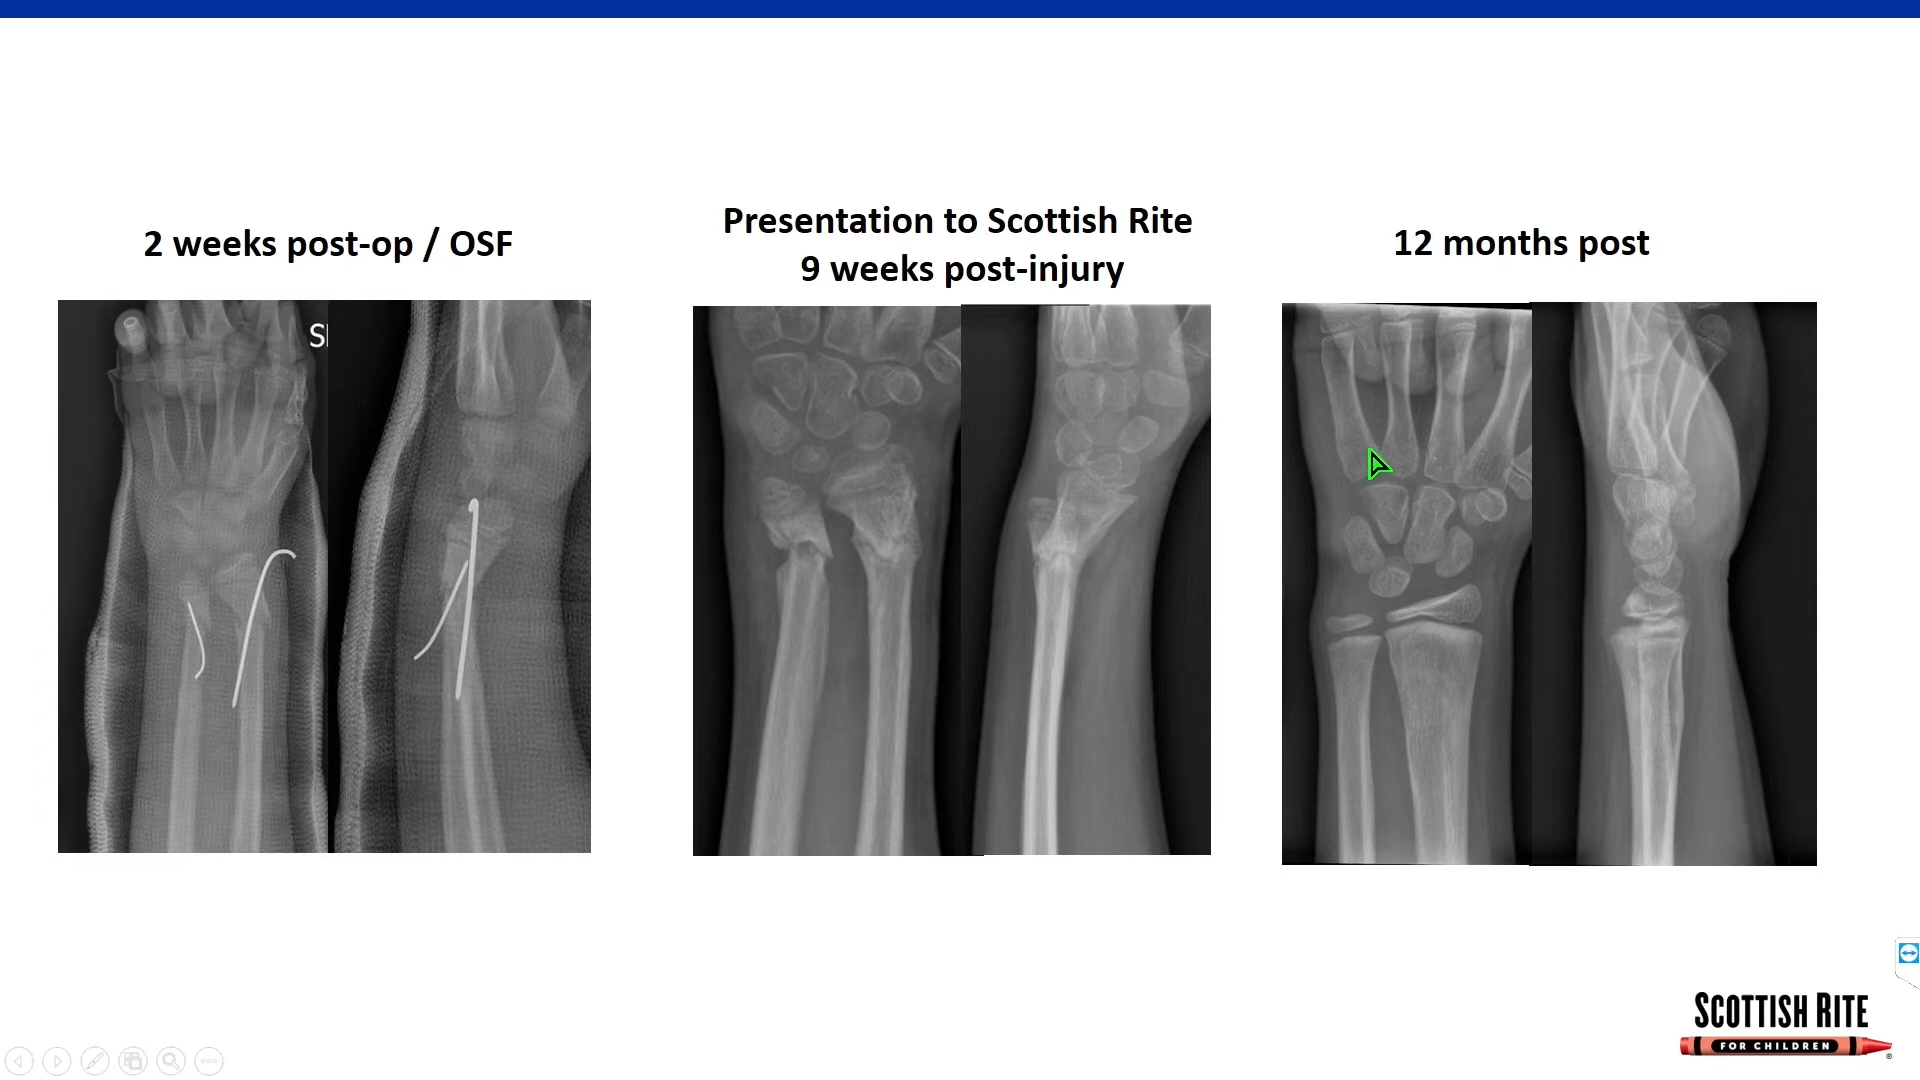 2 weeks post-op / OSF
Presentation to Scottish Rite
9 weeks post-injury
12 months post
SCOTTISH RITE
FOR CHILDREN
®